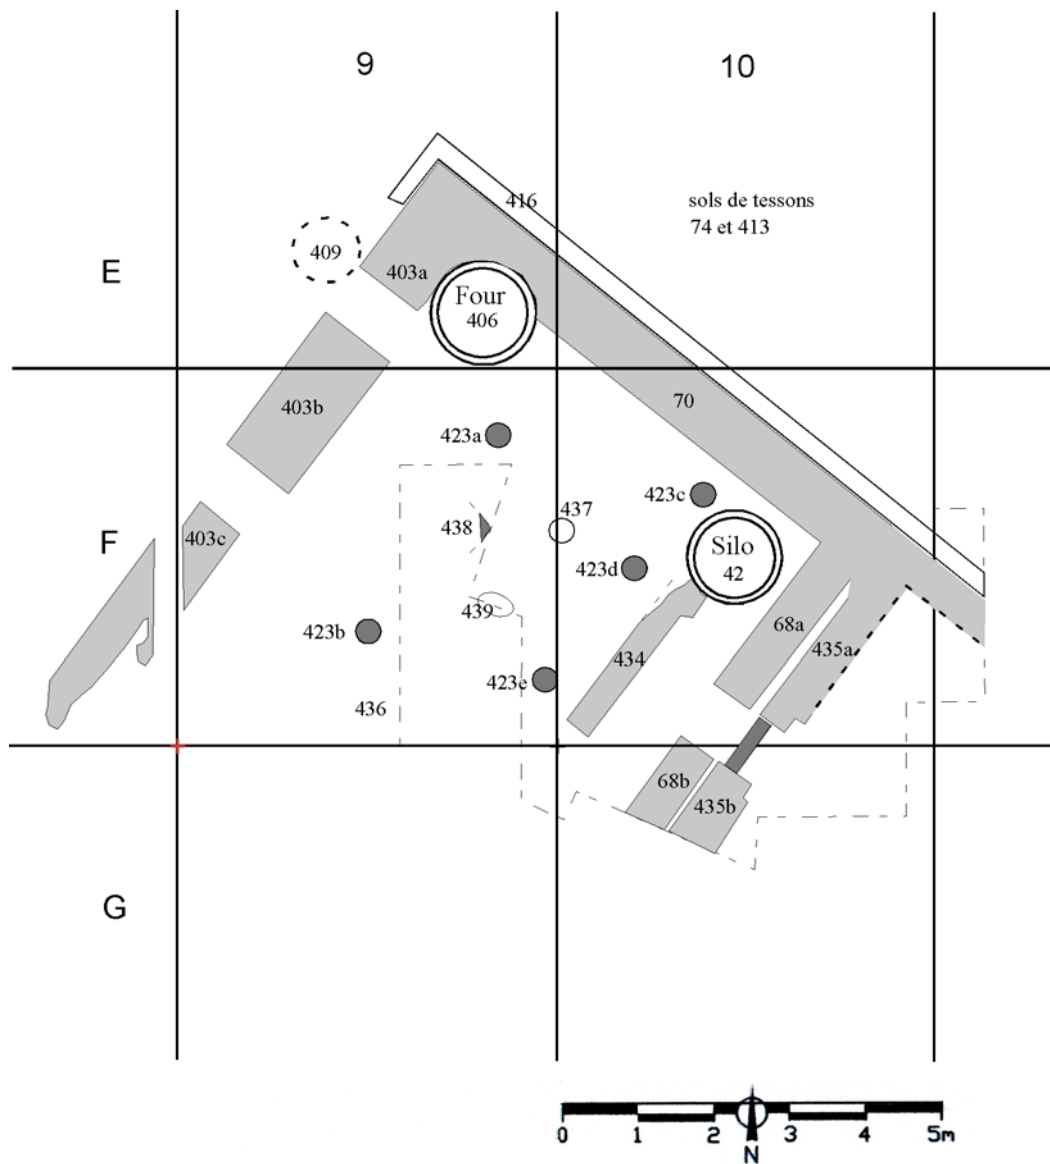 9
10
416
sols de tessons
74 et 413
E
409
403a
Four
406
403b
70
423a
423c
438
437
F
403c
Silo
42
423d
439
423b
68a
435a
434
423e
436
68b
435b
G
0 1 2 3 4 5m
N